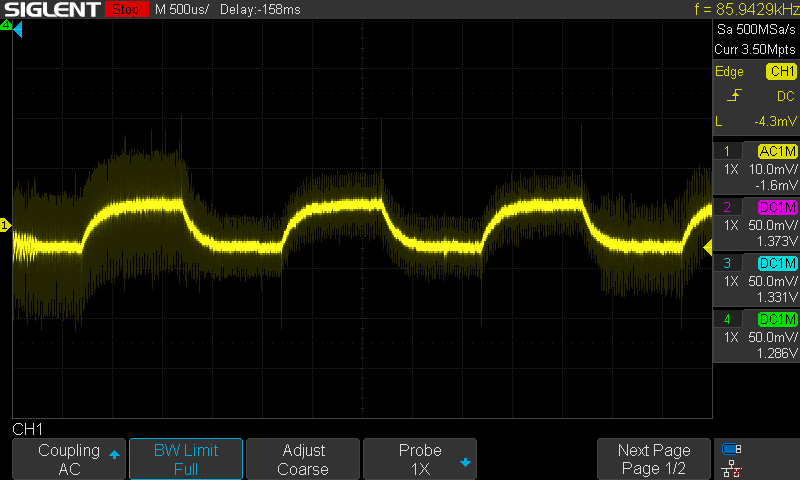 SIGLENT Stop M 500us/ Delay:-158ms f = 85.9429kHz
Sa 500MSa/s
Curr 3.50Mpts
Edge CH1
DC
L -4.3mV
1 AC1M
1X 10.0mV/
-1.6mV
2 DC1M
1X 50.0mV/
1.373V
3 DC1M
1X 50.0mV/
1.331V
4 DC1M
1X 50.0mV/
1.286V
4
1
CH1
Coupling
AC
BW Limit
Full
Adjust
Coarse
Probe
1X
Next Page
Page 1/2